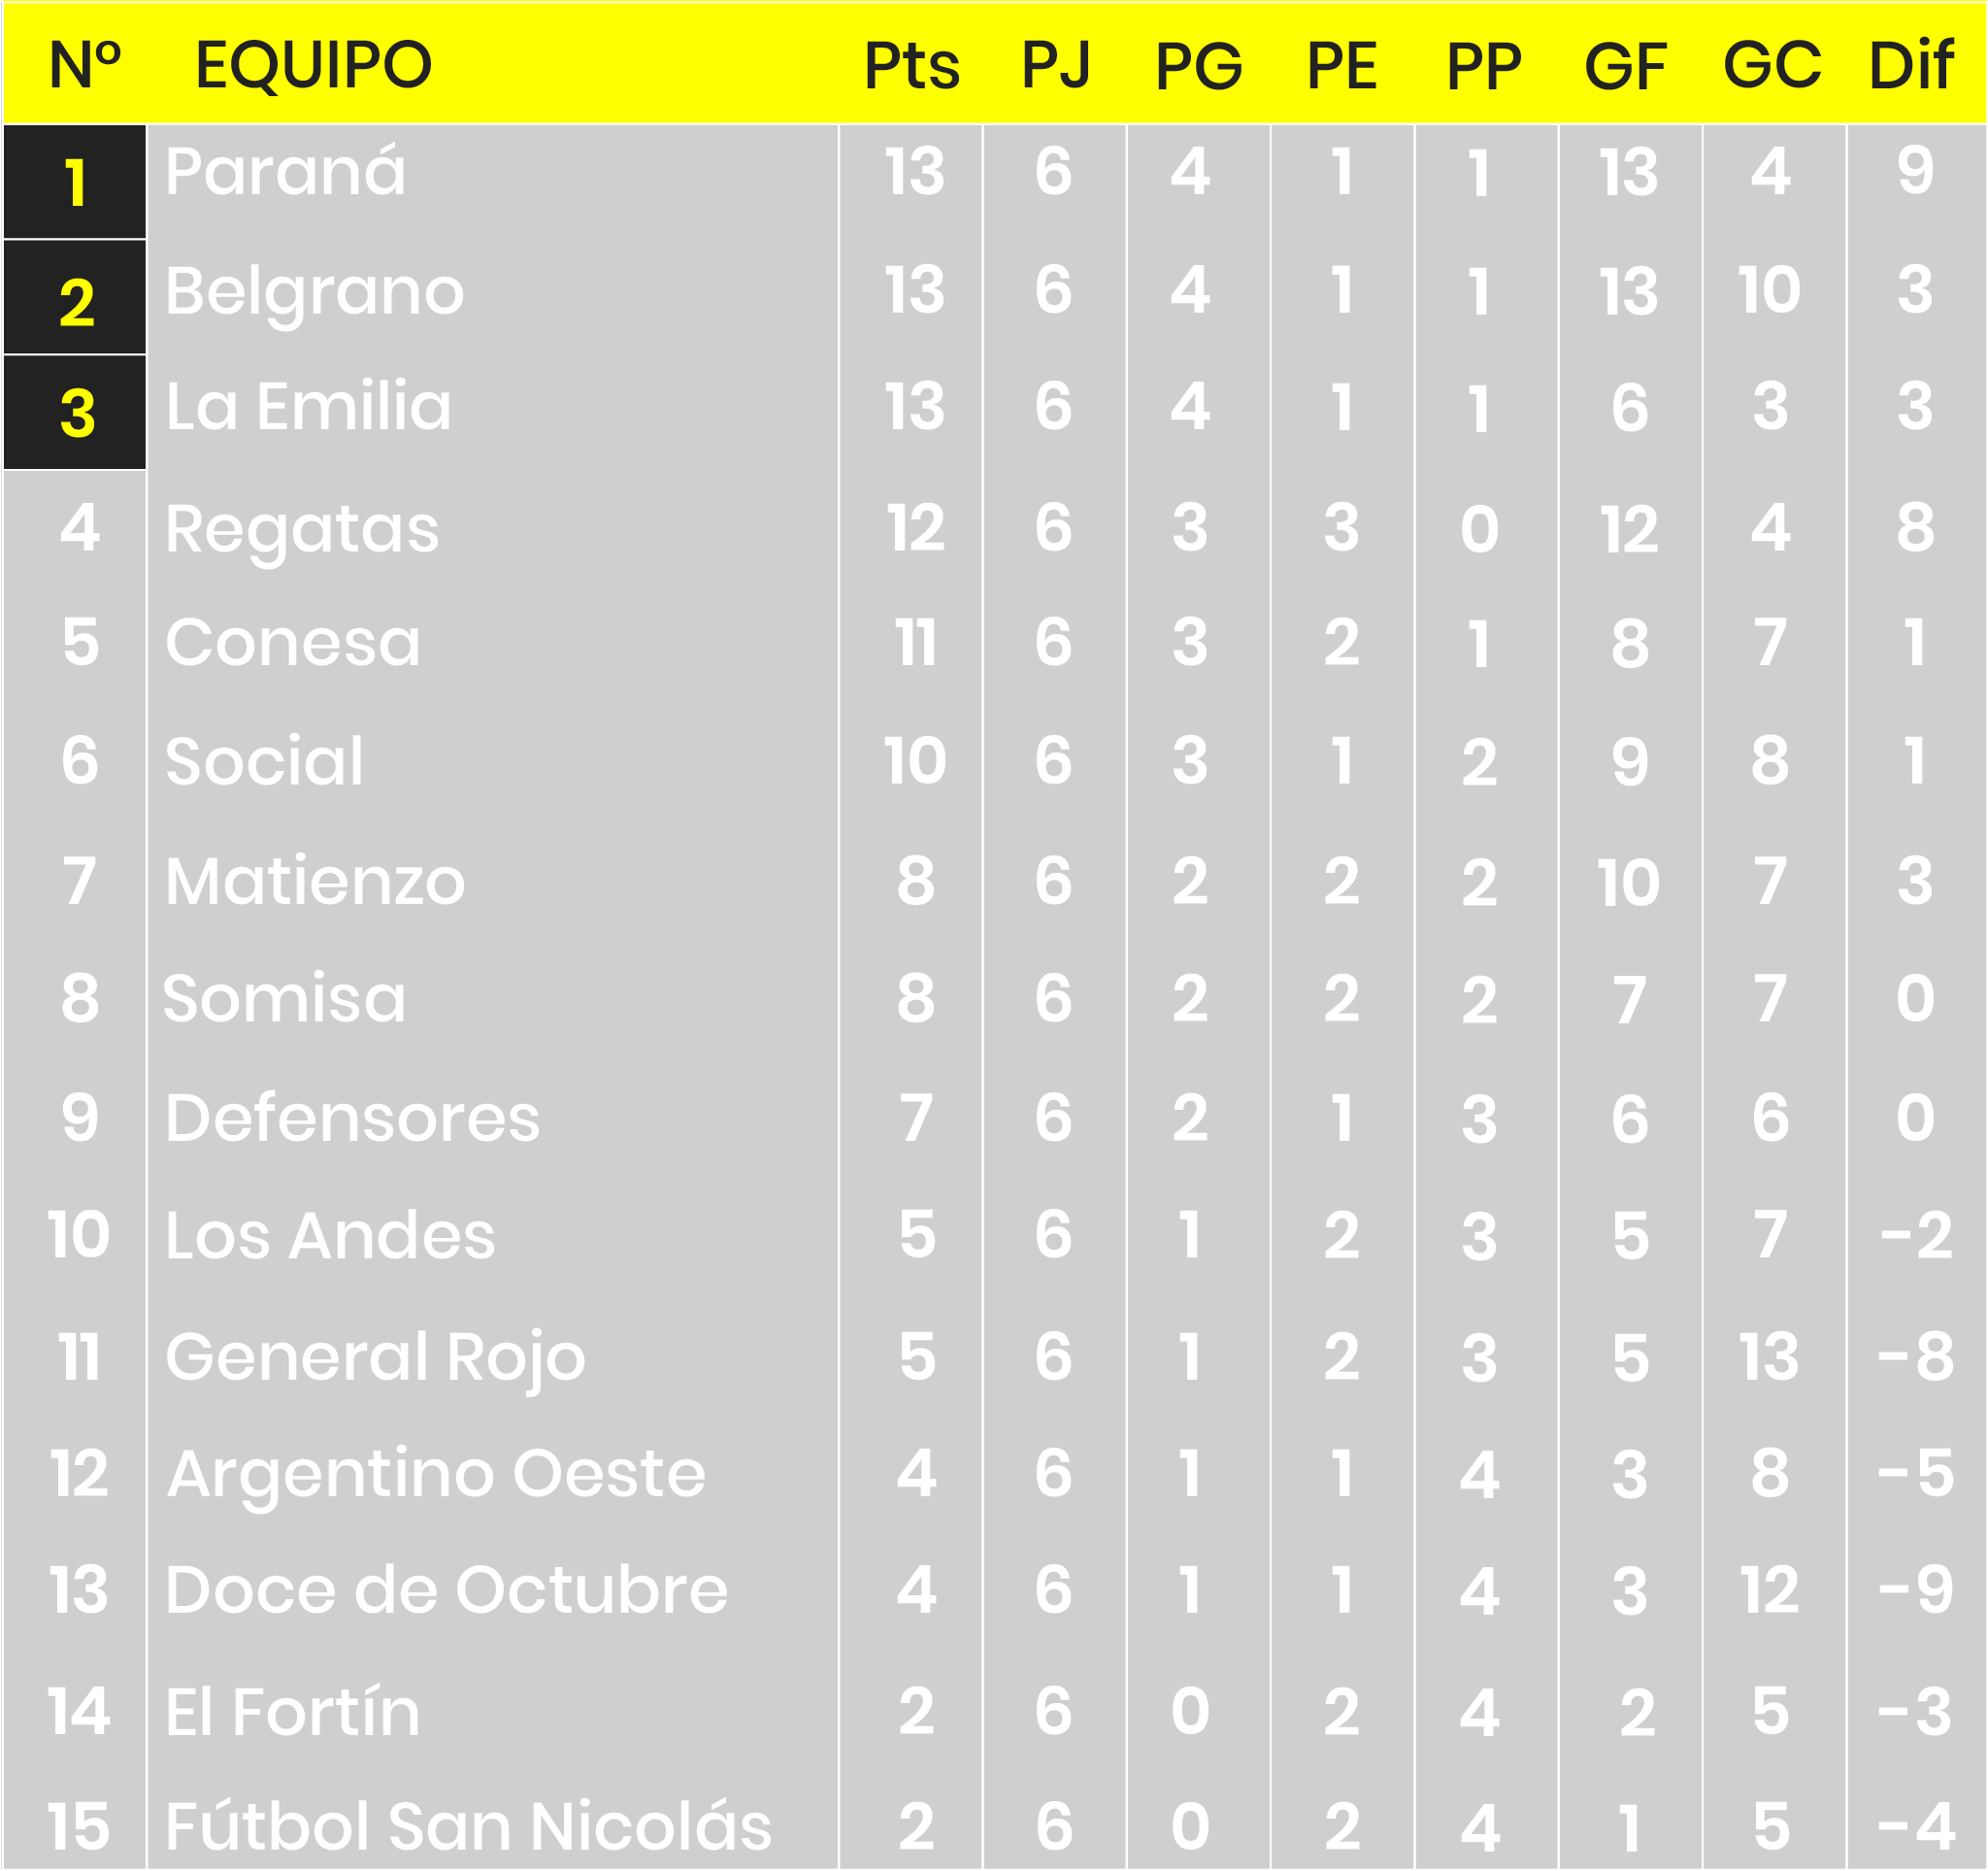 Nº EQUIPO Pts PJ PG PE PP GF GC Dif
1 Paraná 13 6 4 1 1 13 4 9
2 Belgrano 13 6 4 1 1 13 10 3
3 La Emilia 13 6 4 1 1 6 3 3
4 Regatas 12 6 3 3 0 12 4 8
5 Conesa 11 6 3 2 1 8 7 1
6 Social 10 6 3 1 2 9 8 1
7 Matienzo 8 6 2 2 2 10 7 3
8 Somisa 8 6 2 2 2 7 7 0
9 Defensores 7 6 2 1 3 6 6 0
10 Los Andes 5 6 1 2 3 5 7 -2
11 General Rojo 5 6 1 2 3 5 13 -8
12 Argentino Oeste 4 6 1 1 4 3 8 -5
13 Doce de Octubre 4 6 1 1 4 3 12 -9
14 El Fortín 2 6 0 2 4 2 5 -3
15 Fútbol San Nicolás 2 6 0 2 4 1 5 -4